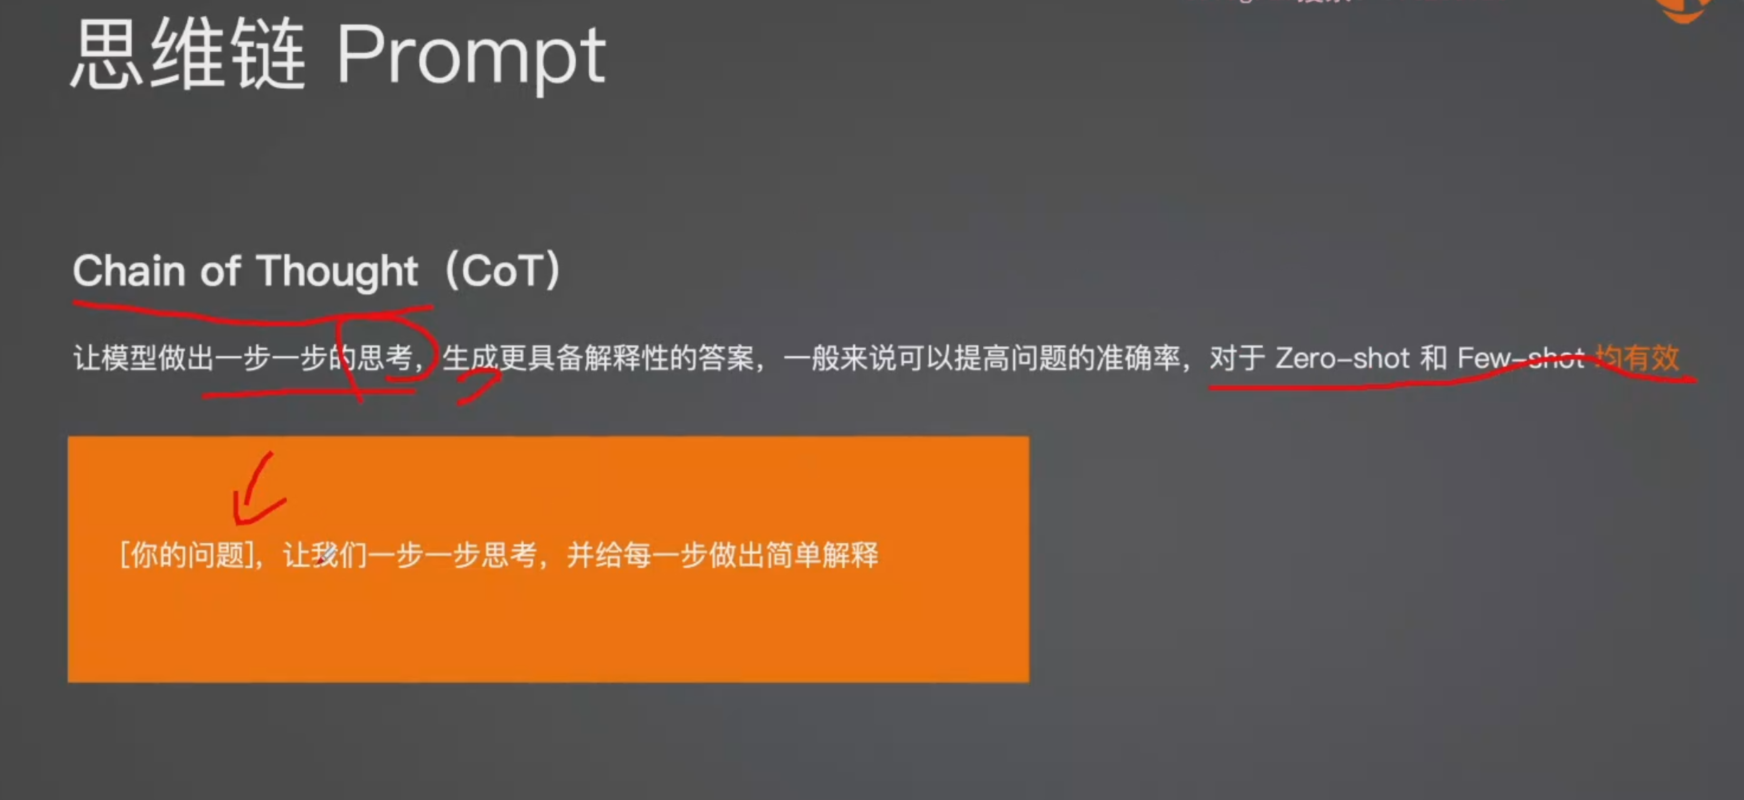 思维链 Prompt
Chain of Thought（CoT）
让模型做出一步一步的思考，生成更具备解释性的答案，一般来说可以提高问题的准确率，对于 Zero-shot 和 Few-shot 均有效
[你的问题]，让我们一步一步思考，并给每一步做出简单解释